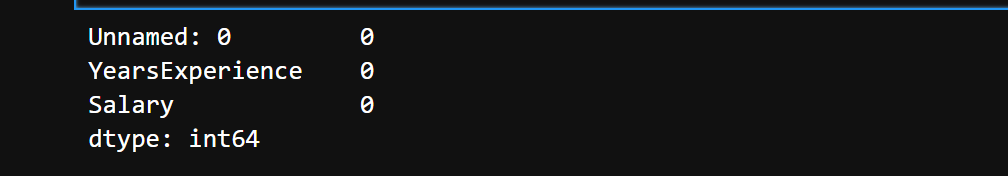 Unnamed: 0         0
YearsExperience    0
Salary             0
dtype: int64